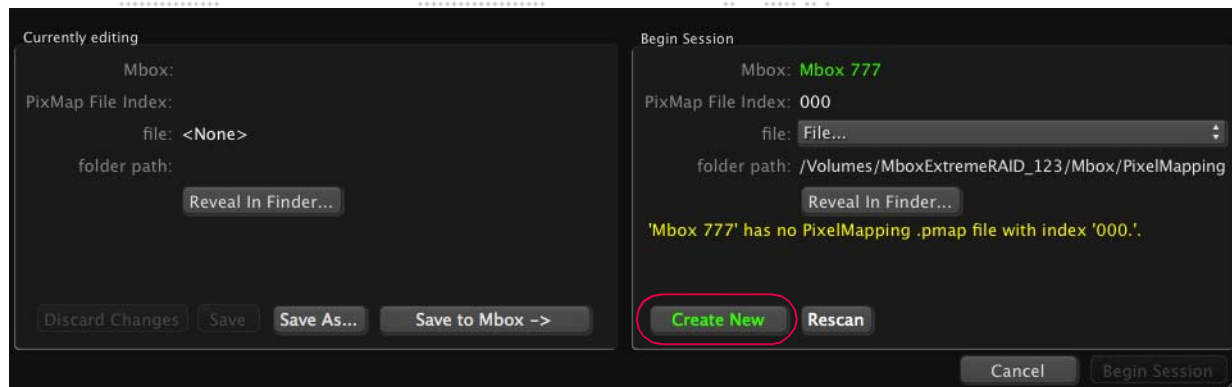 Currently editing
Mbox:
PixMap File Index:
file: <None>
folder path:
Reveal In Finder...
Discard Changes Save Save As... Save to Mbox ->
Begin Session
Mbox: Mbox 777
PixMap File Index: 000
file: File...
folder path: /Volumes/MboxExtremeRAID_123/Mbox/PixelMapping
Reveal In Finder...
'Mbox 777' has no PixelMapping .pmap file with index '000.'.
Create New Rescan
Cancel Begin Session